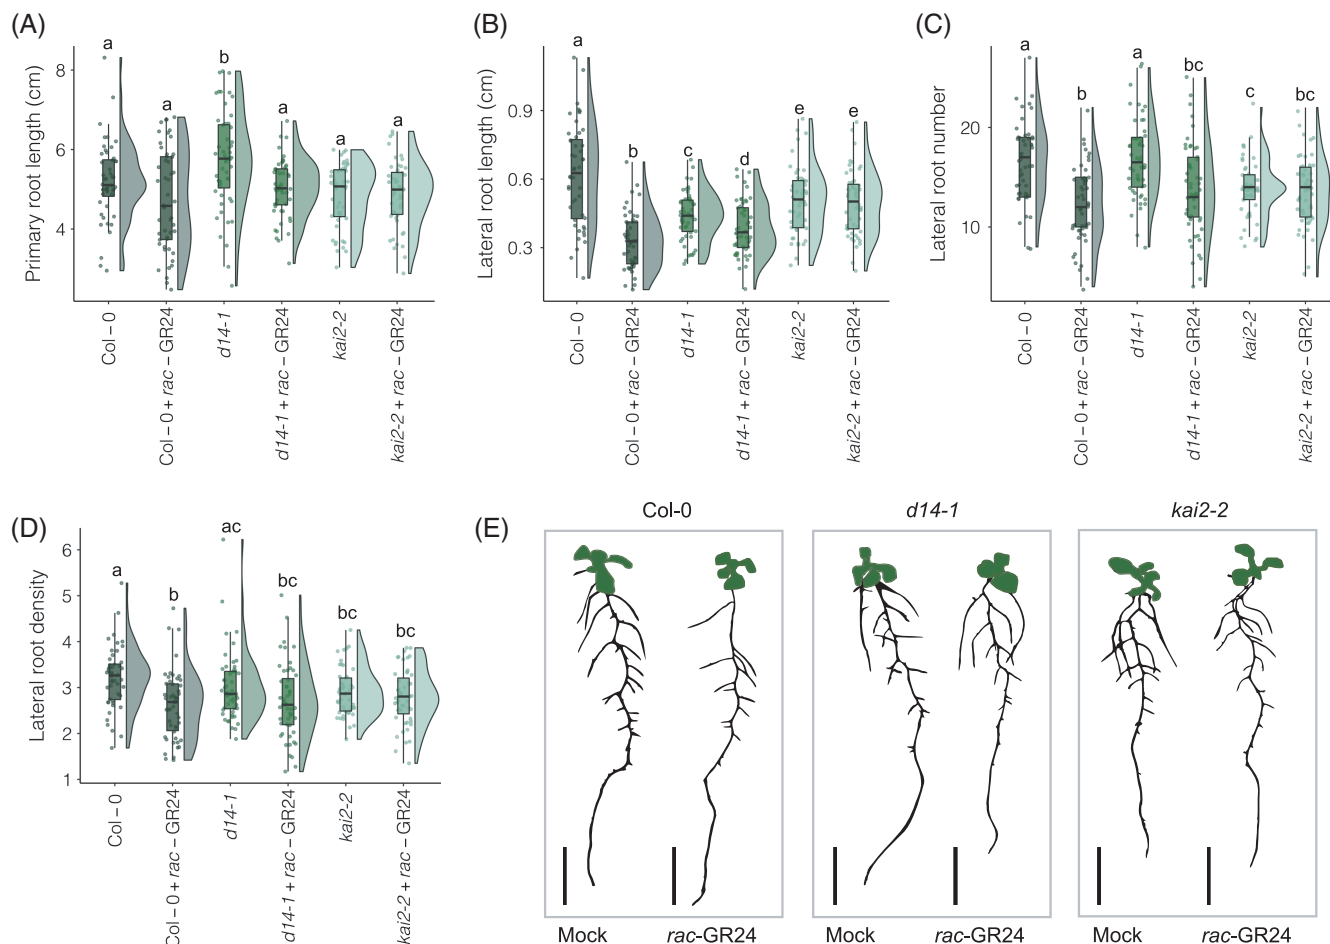 (A)
Primary root length (cm)
8
6
4
a
a
b
a
a
a
Col – 0
Col – 0 + rac – GR24
d14-1
d14-1 + rac – GR24
kai2-2
kai2-2 + rac – GR24
(B)
Lateral root length (cm)
0.9
0.6
0.3
a
b
c
d
e
e
Col – 0
Col – 0 + rac – GR24
d14-1
d14-1 + rac – GR24
kai2-2
kai2-2 + rac – GR24
(C)
Lateral root number
20
10
a
b
a
bc
c
bc
Col – 0
Col – 0 + rac – GR24
d14-1
d14-1 + rac – GR24
kai2-2
kai2-2 + rac – GR24
(D)
Lateral root density
6
5
4
3
2
1
a
b
ac
bc
bc
bc
Col – 0
Col – 0 + rac – GR24
d14-1
d14-1 + rac – GR24
kai2-2
kai2-2 + rac – GR24
(E)
Col-0
d14-1
kai2-2
Mock
rac-GR24
Mock
rac-GR24
Mock
rac-GR24